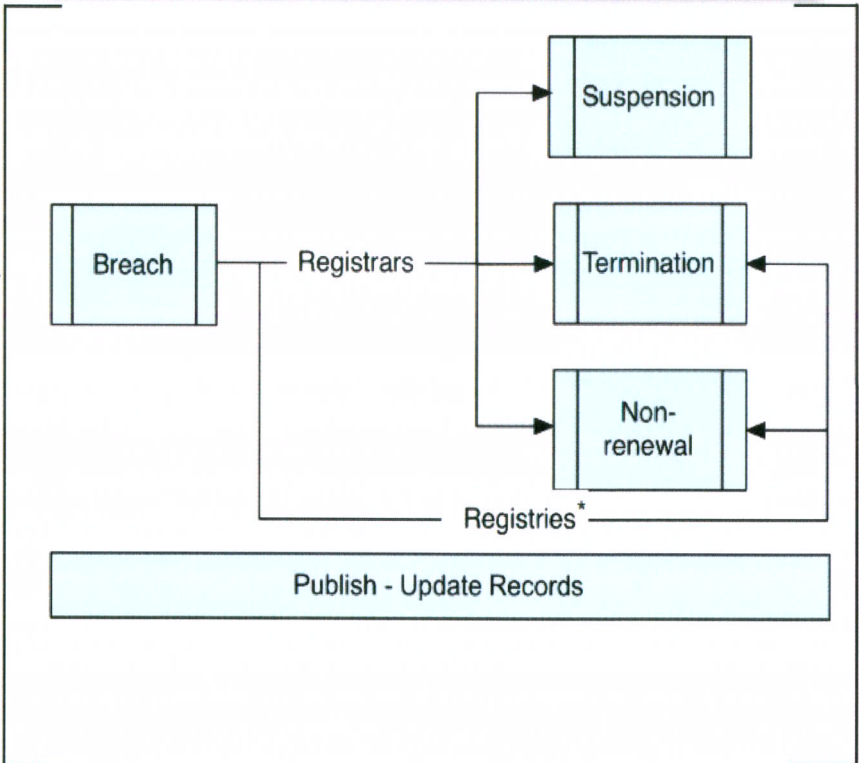 Suspension
Breach
Registrars
Termination
Non-
renewal
Registries*
Publish - Update Records